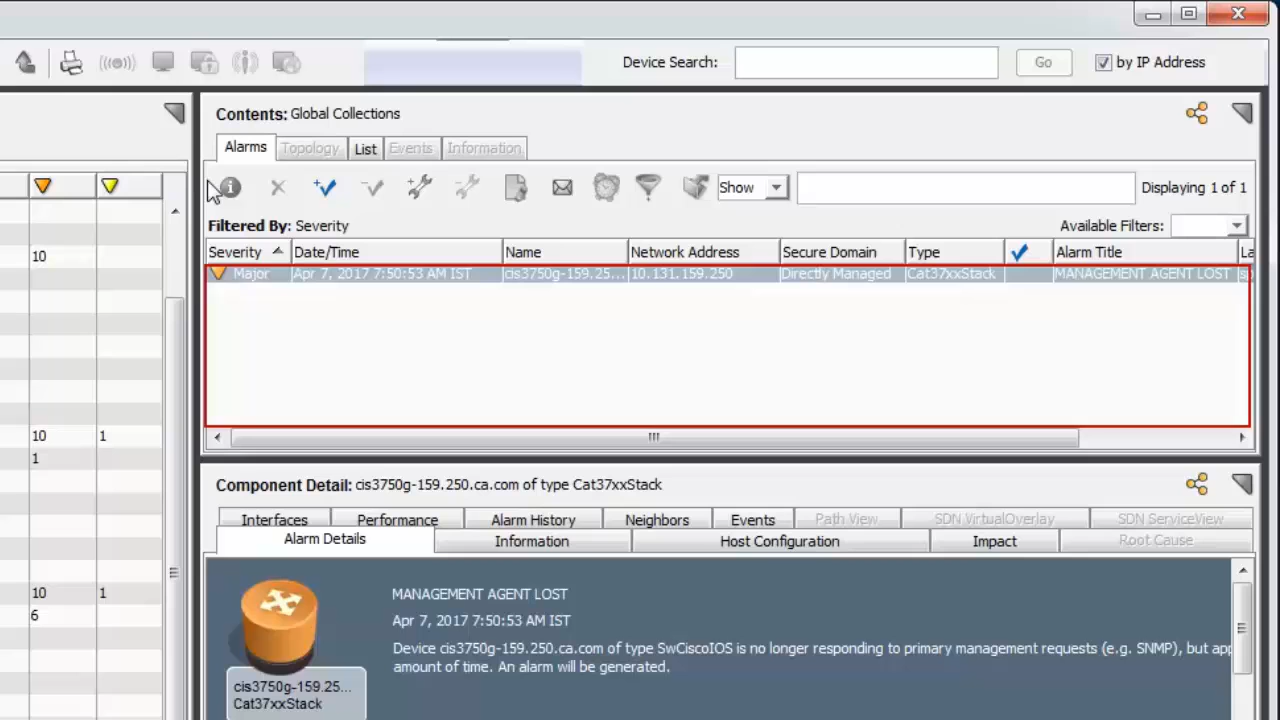 Device Search:
Go
by IP Address
Contents: Global Collections
Alarms
Topology
List
Events
Information
Show
Displaying 1 of 1
Filtered By: Severity
Available Filters:
Severity
Date/Time
Name
Network Address
Secure Domain
Type
Alarm Title
La
Major
Apr 7, 2017 7:50:53 AM IST
cis3750g-159.25...
10.131.159.250
Directly Managed
Cat37xxStack
MANAGEMENT AGENT LOST
10
10
1
1
10
1
6
Component Detail: cis3750g-159.250.ca.com of type Cat37xxStack
Interfaces
Performance
Alarm History
Neighbors
Events
Path View
SDN VirtualOverlay
SDN ServiceView
Alarm Details
Information
Host Configuration
Impact
Root Cause
MANAGEMENT AGENT LOST
Apr 7, 2017 7:50:53 AM IST
Device cis3750g-159.250.ca.com of type SwCiscoIOS is no longer responding to primary management requests (e.g. SNMP), but app
amount of time. An alarm will be generated.
cis3750g-159.25...
Cat37xxStack